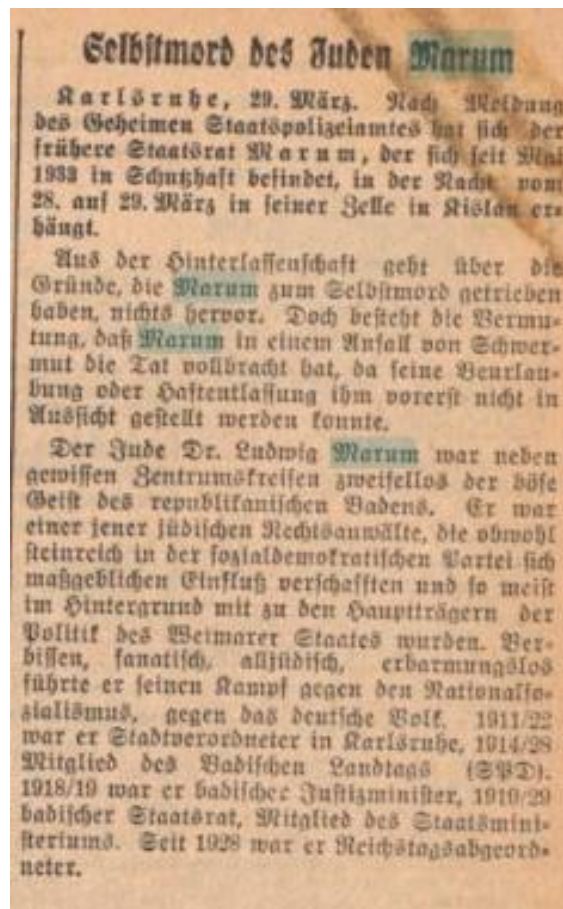 Selbstmord des Juden Marum
Karlsruhe, 29. März. Nach Meldung
des Geheimen Staatspolizeiamtes hat sich der
frühere Staatsrat Marum, der sich seit Mai
1933 in Schutzhaft befindet, in der Nacht vom
28. auf 29. März in seiner Zelle in Kislau er-
hängt.
Aus der Hinterlassenschaft geht über die
Gründe, die Marum zum Selbstmord getrieben
haben, nichts hervor. Doch besteht die Vermu-
tung, daß Marum in einem Anfall von Schwer-
mut die Tat vollbracht hat, da seine Beurlau-
bung oder Haftentlassung ihm vorerst nicht in
Aussicht gestellt werden konnte.
Der Jude Dr. Ludwig Marum war neben
gewissen Zentrumskreisen zweifellos der böse
Geist des republikanischen Badens. Er war
einer jener jüdischen Rechtsanwälte, die obwohl
steinreich in der sozialdemokratischen Partei sich
maßgeblichen Einfluß verschafften und so meist
im Hintergrund mit zu den Hauptträgern der
Politik des Weimarer Staates wurden. Ver-
bissen, fanatisch, alljüdisch, erbarmungslos
führte er seinen Kampf gegen den Nationalso-
zialismus, gegen das deutsche Volk. 1911/22
war er Stadtverordneter in Karlsruhe, 1914/28
Mitglied des Badischen Landtags (SPD).
1918/19 war er badischer Justizminister, 1919/29
badischer Staatsrat, Mitglied des Staatsmini-
steriums. Seit 1928 war er Reichstagsabgeord-
neter.